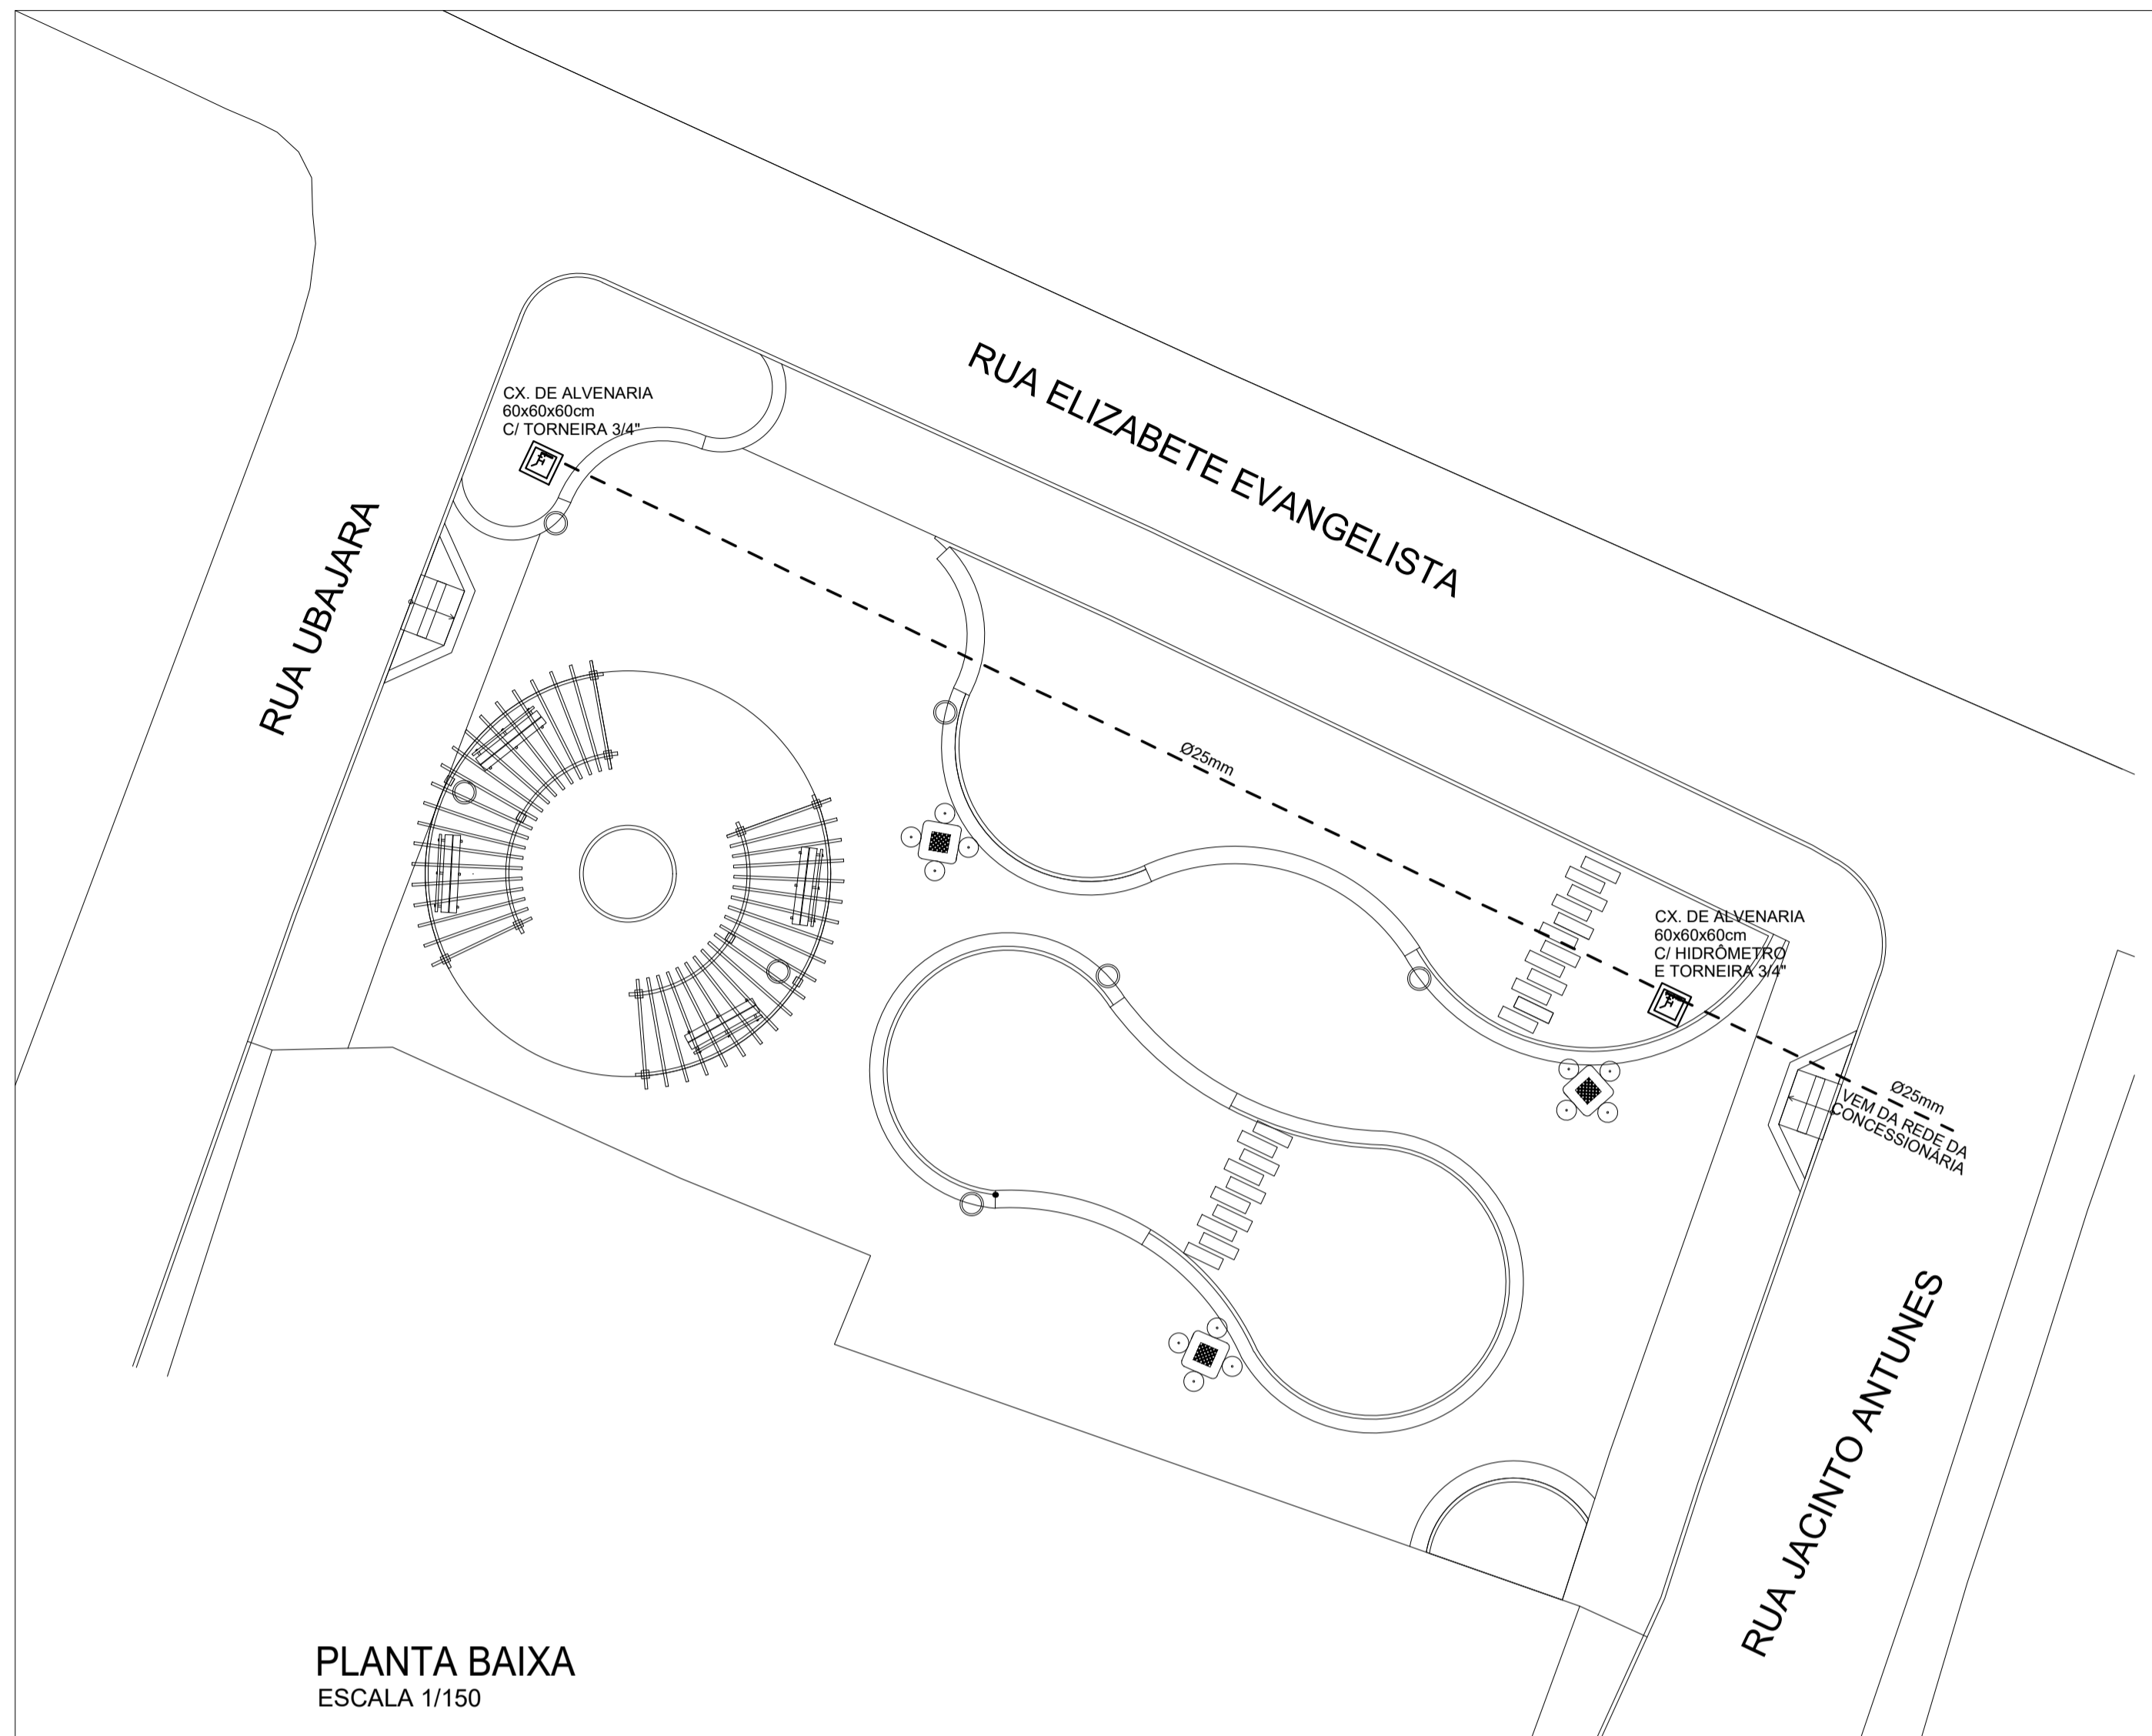 RUA ELIZABETE EVANGELISTA
CX. DE ALVENARIA
60x60x60cm
C/ TORNEIRA 3/4"
RUA UBAJARA
Ø25mm
CX. DE ALVENARIA
60x60x60cm
C/ HIDRÔMETRO
E TORNEIRA 3/4"
Ø25mm
VEM DA REDE DA
CONCESSIONÁRIA
RUA JACINTO ANTUNES
PLANTA BAIXA
ESCALA 1/150